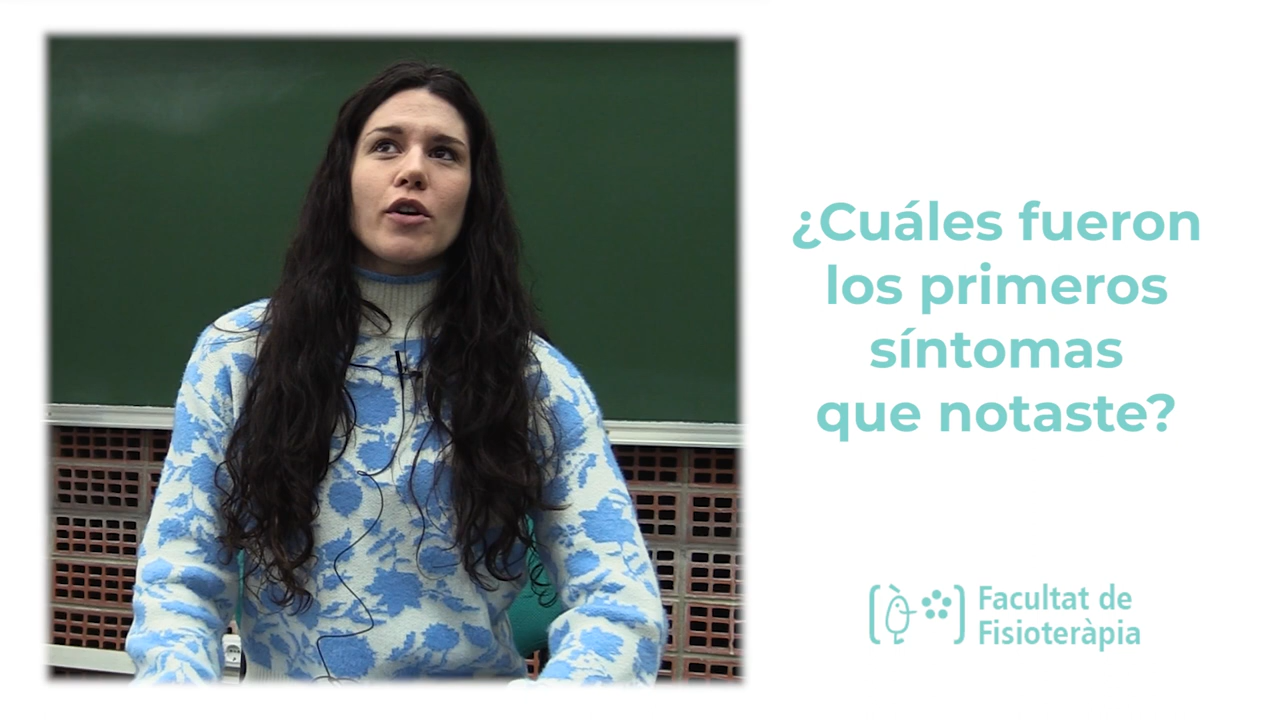 ¿Cuáles fueron
los primeros
síntomas
que notaste?
Facultat de
Fisioteràpia